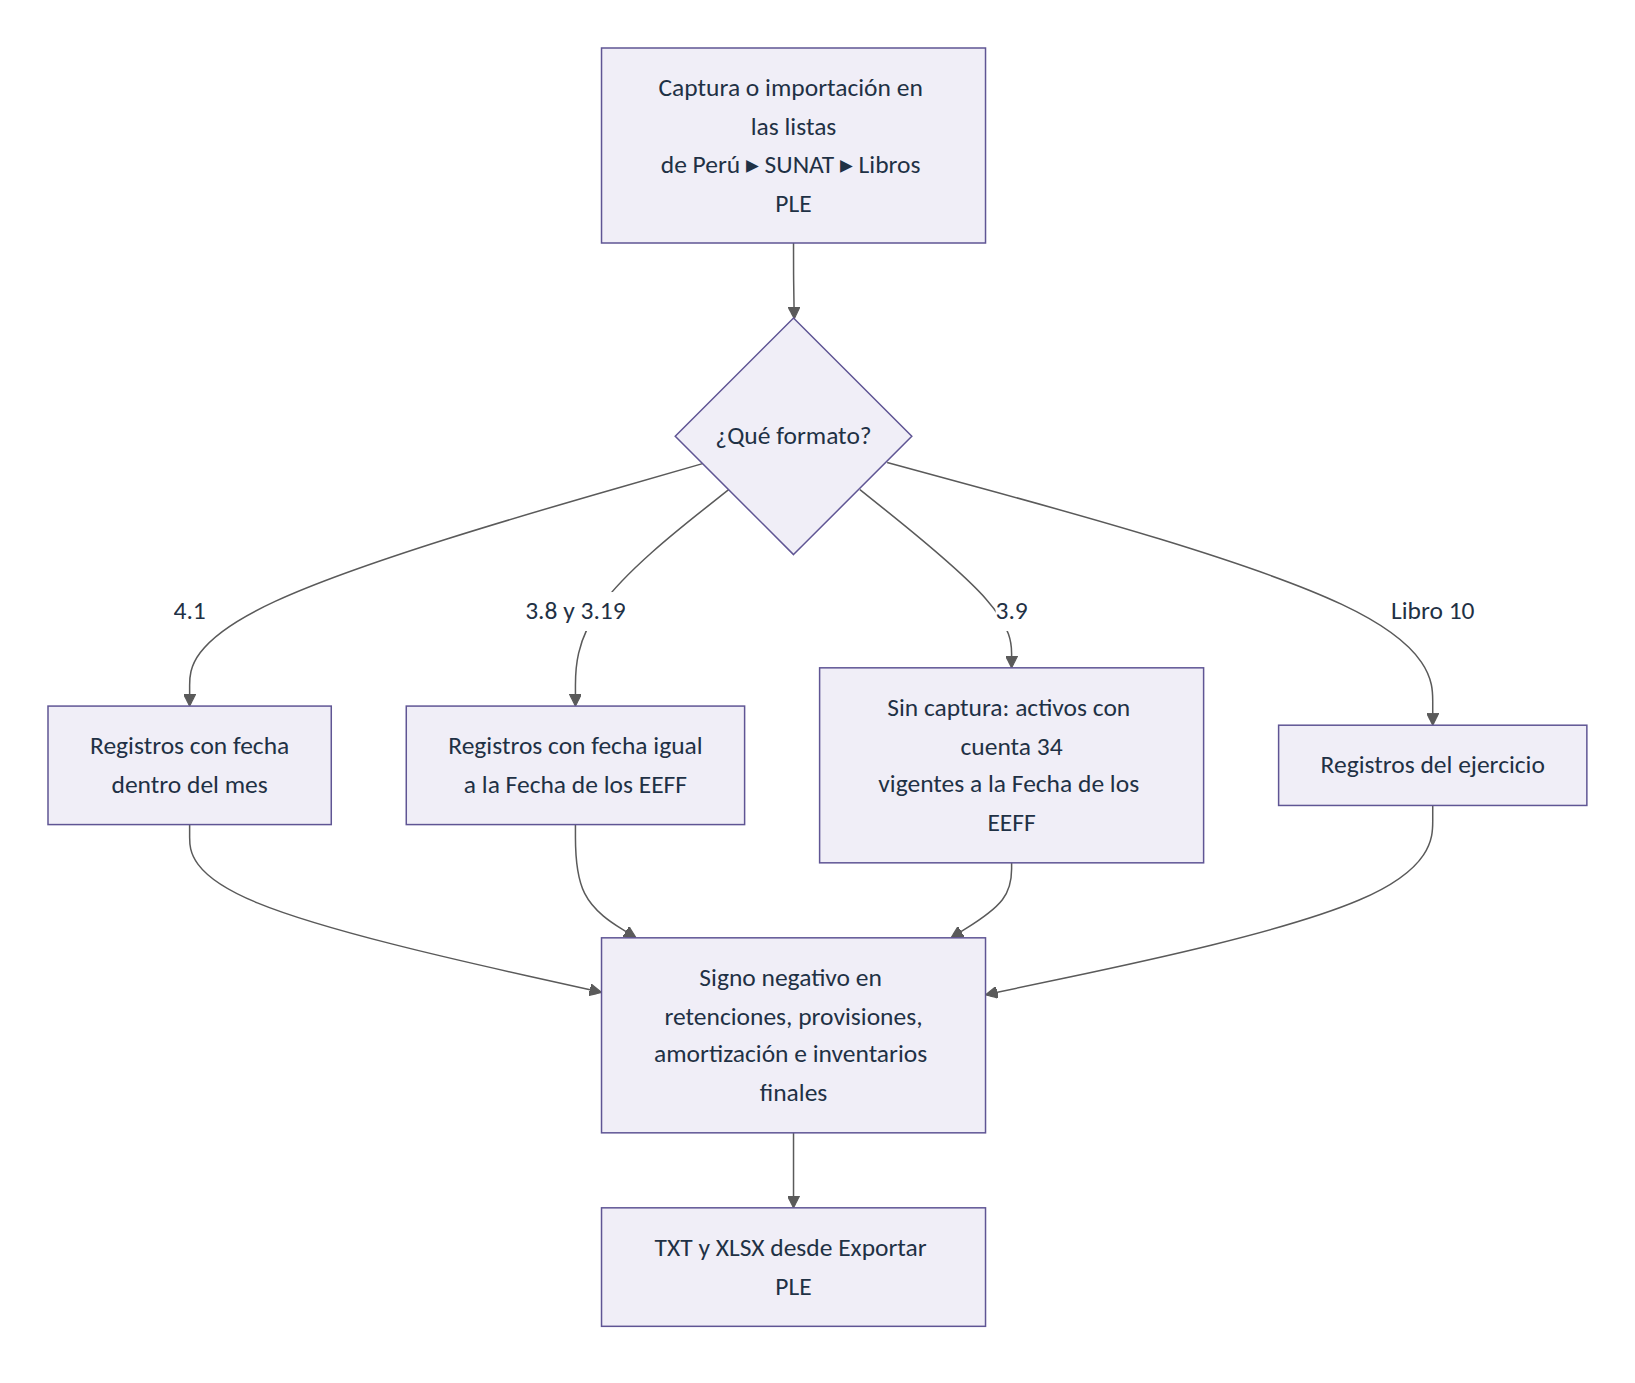 Captura o importación en
las listas
de Perú ▸ SUNAT ▸ Libros
PLE
¿Qué formato?
4.1
3.8 y 3.19
3.9
Libro 10
Registros con fecha
dentro del mes
Registros con fecha igual
a la Fecha de los EEFF
Sin captura: activos con
cuenta 34
vigentes a la Fecha de los
EEFF
Registros del ejercicio
Signo negativo en
retenciones, provisiones,
amortización e inventarios
finales
TXT y XLSX desde Exportar
PLE